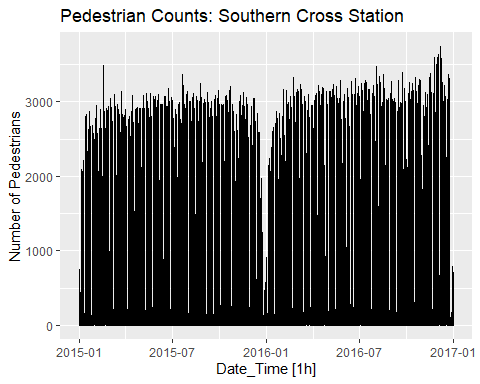 Pedestrian Counts: Southern Cross Station
Number of Pedestrians
3000
2000
1000
0
2015-01 2015-07 2016-01 2016-07 2017-01
Date_Time [1h]